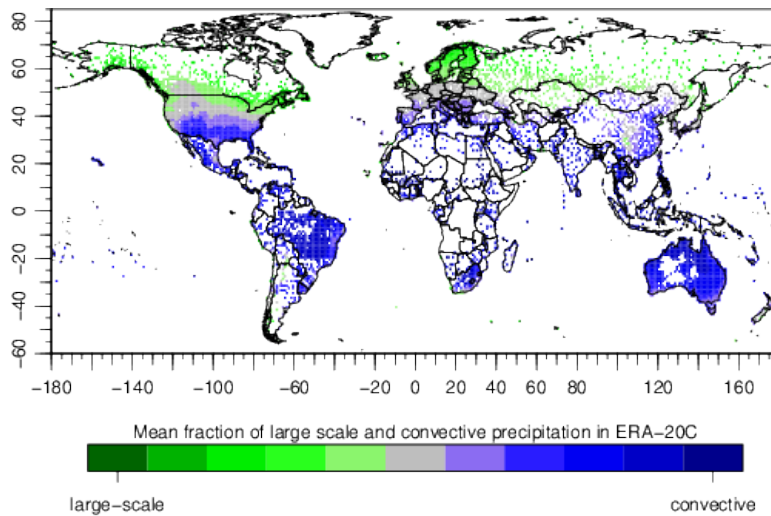 80
60
40
20
0
−20
−40
−60
−180 −140 −100 −60 −20 0 20 40 60 80 120 160
Mean fraction of large scale and convective precipitation in ERA−20C
large−scale convective